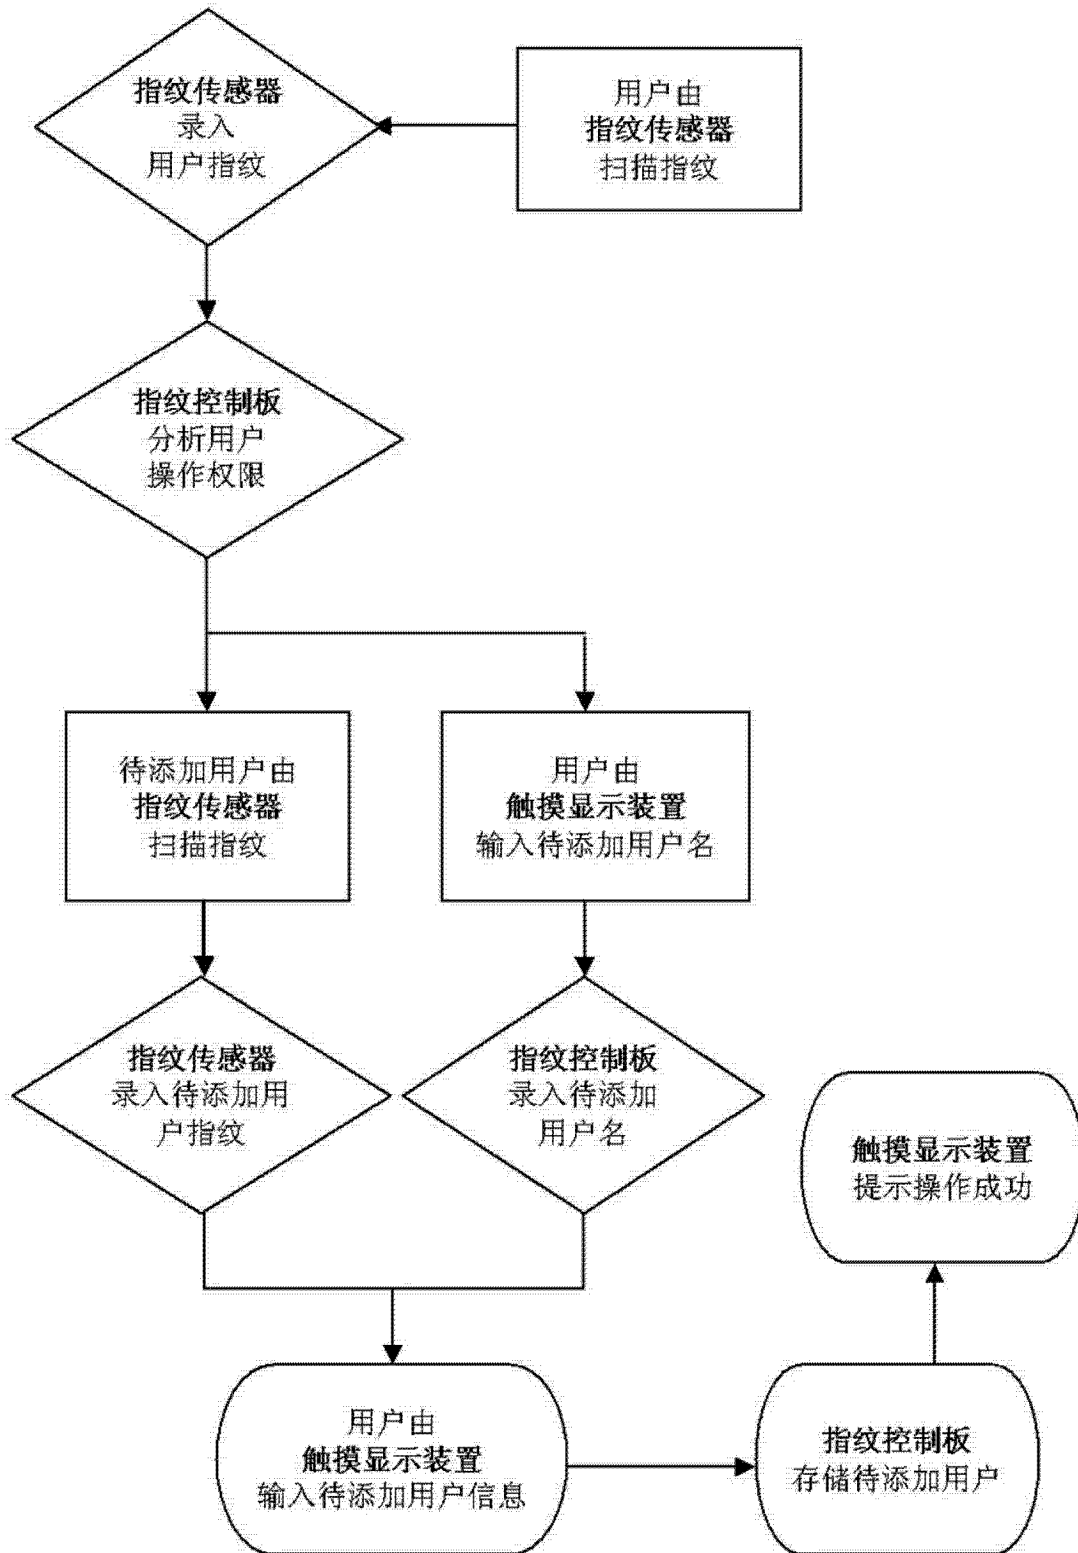 指纹传感器
录入
用户指纹
用户由
指纹传感器
扫描指纹
指纹控制板
分析用户
操作权限
待添加用户由
指纹传感器
扫描指纹
用户由
触摸显示装置
输入待添加用户名
指纹传感器
录入待添加用
户指纹
指纹控制板
录入待添加
用户名
触摸显示装置
提示操作成功
用户由
触摸显示装置
输入待添加用户信息
指纹控制板
存储待添加用户